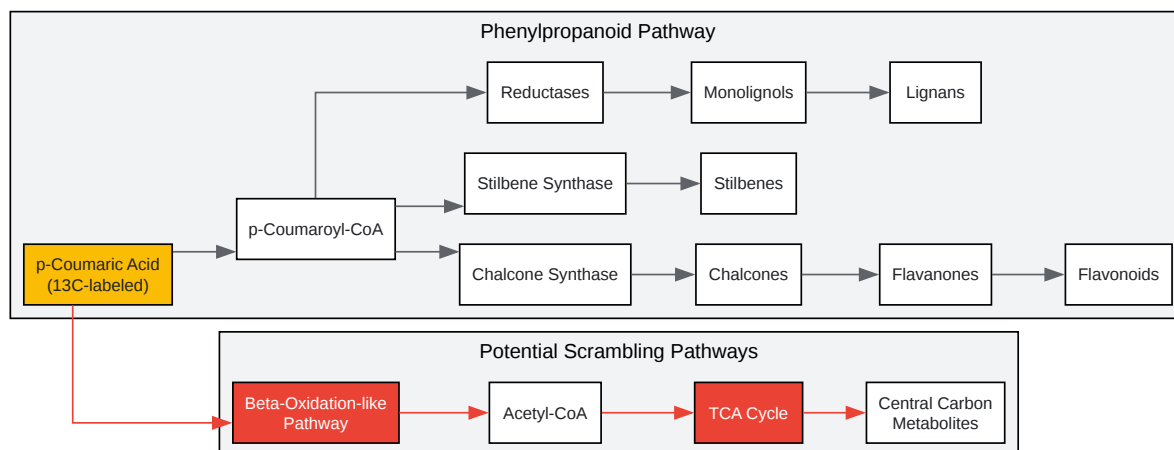 Phenylpropanoid Pathway
Reductases
Monolignols
Lignans
Stilbene Synthase
Stilbenes
p-Coumaroyl-CoA
p-Coumaric Acid
(13C-labeled)
Chalcone Synthase
Chalcones
Flavanones
Flavonoids
Potential Scrambling Pathways
Beta-Oxidation-like
Pathway
Acetyl-CoA
TCA Cycle
Central Carbon
Metabolites